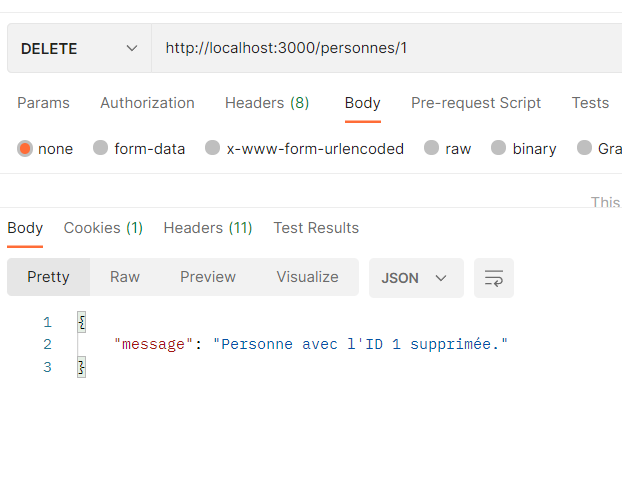 DELETE http://localhost:3000/personnes/1
Params Authorization Headers (8) Body Pre-request Script Tests
none form-data x-www-form-urlencoded raw binary Gra
This
Body Cookies (1) Headers (11) Test Results
Pretty Raw Preview Visualize JSON
1 {
2 "message": "Personne avec l'ID 1 supprimée."
3 }